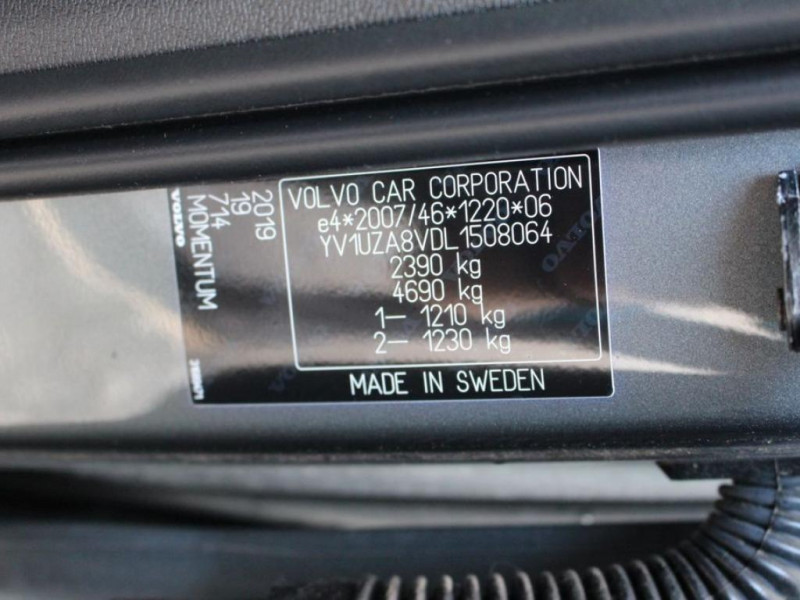 VOLVO CAR CORPORATION
e4*2007/46*1220*06
YV1UZA8VDL1508064
2390 kg
4690 kg
1– 1210 kg
2– 1230 kg
MADE IN SWEDEN
2019
19
714
MOMENTUM
VOLVO